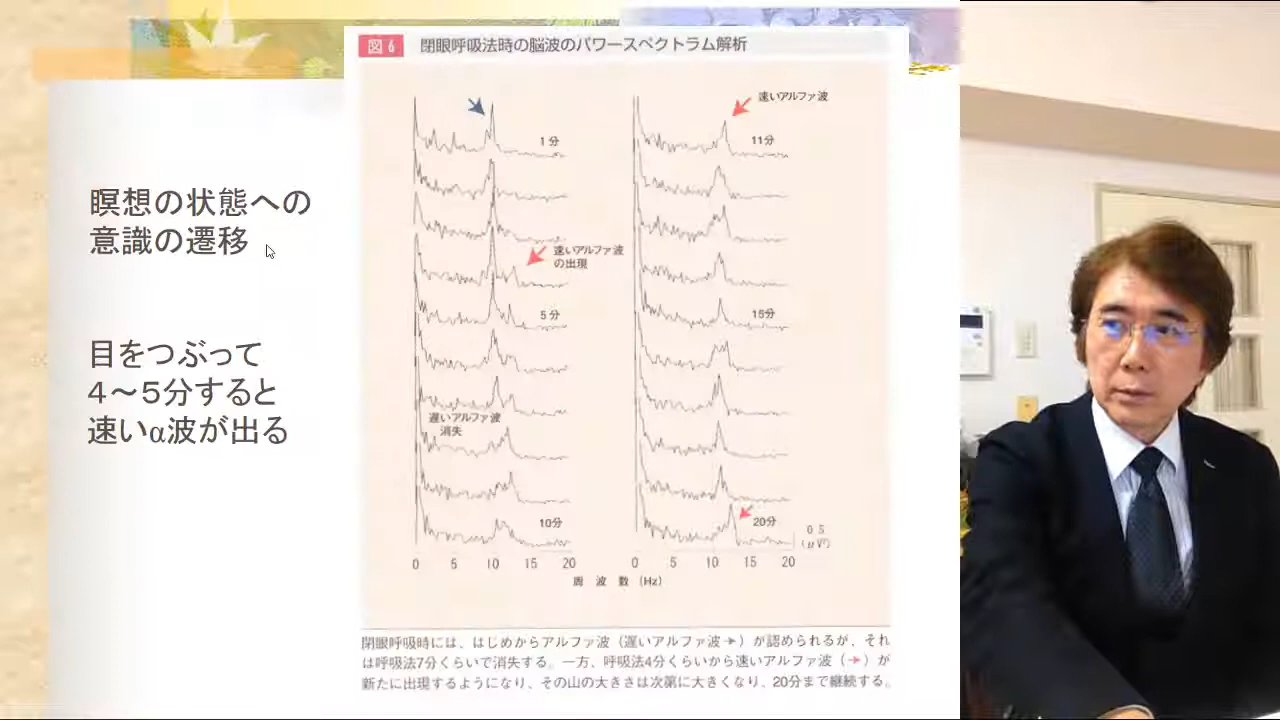 瞑想の状態への
意識の遷移
目をつぶって
４～５分すると
速いα波が出る
図6 閉眼呼吸法時の脳波のパワースペクトラム解析
1分
速いアルファ波
の出現
5分
遅いアルファ波
消失
10分
0 5 10 15 20
速いアルファ波
11分
15分
20分
0.5
(μV²)
0 5 10 15 20
周波数 (Hz)
閉眼呼吸時には、はじめからアルファ波（遅いアルファ波➔）が認められるが、それ
は呼吸法7分くらいで消失する。一方、呼吸法4分くらいから速いアルファ波（➔）が
新たに出現するようになり、その山の大きさは次第に大きくなり、20分まで継続する。